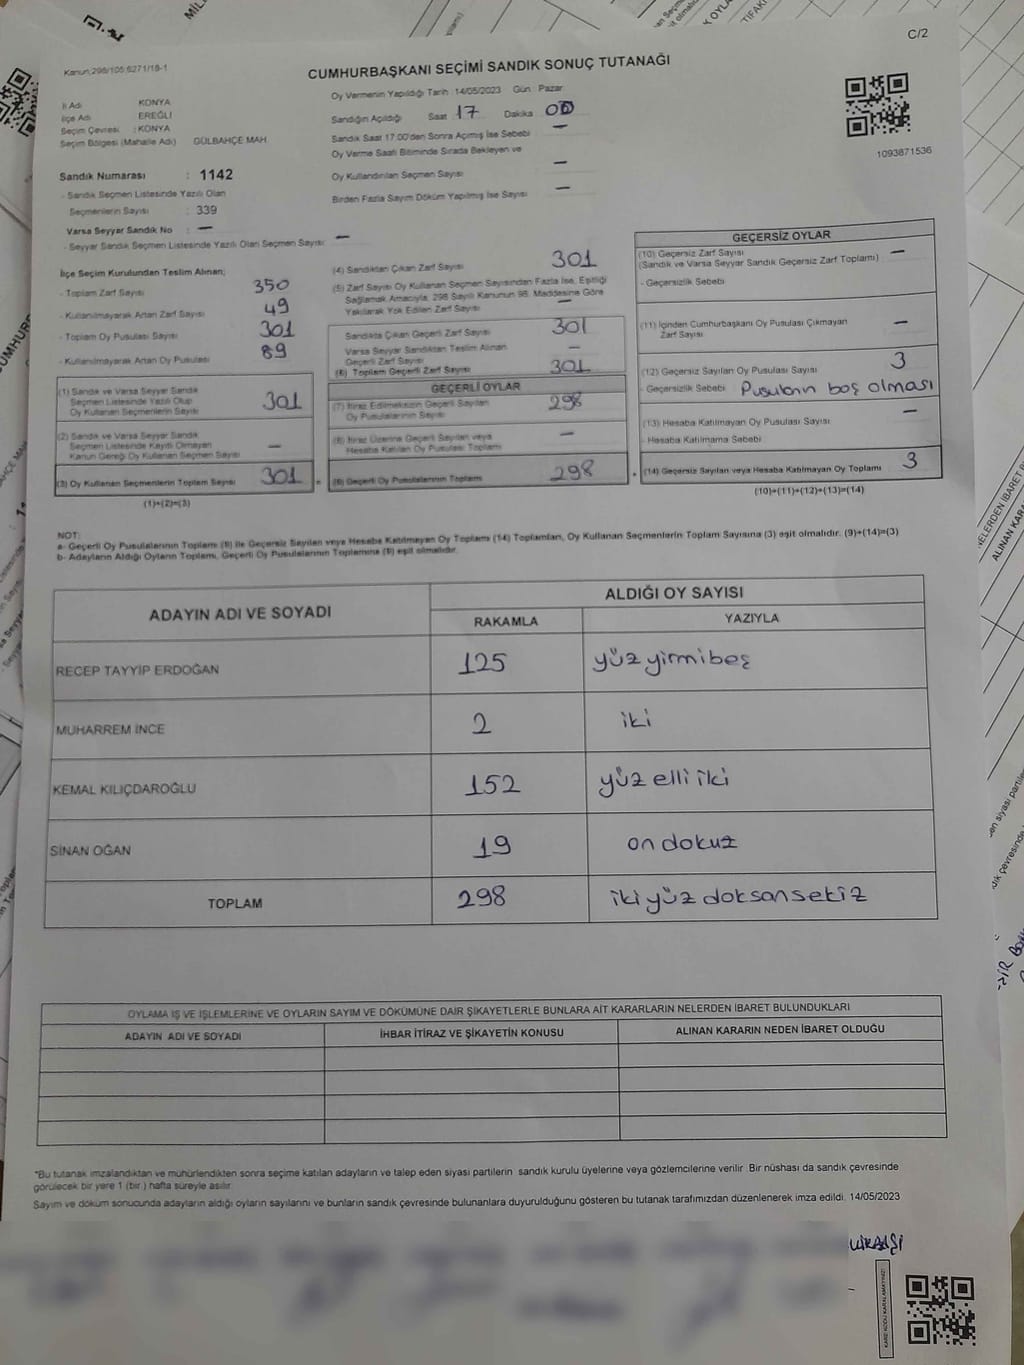 C/2
Kanun:298/105;6271/18-1
CUMHURBAŞKANI SEÇİMİ SANDIK SONUÇ TUTANAĞI
İl Adı KONYA
İlçe Adı EREĞLİ
Seçim Çevresi : KONYA
Seçim Bölgesi (Mahalle Adı) GÜLBAHÇE MAH
Sandık Numarası : 1142
- Sandık Seçmen Listesinde Yazılı Olan
Seçmenlerin Sayısı : 339
Varsa Seyyar Sandık No : —
- Seyyar Sandık Seçmen Listesinde Yazılı Olan Seçmen Sayısı: —
Oy Vermenin Yapıldığı Tarih : 14/05/2023 Gün : Pazar
Sandığın Açıldığı Saat 17 Dakika 00
Sandık Saat 17.00'den Sonra Açımış İse Sebebi —
Oy Verme Saati Bitiminde Sırada Bekleyen ve
Oy Kullandırılan Seçmen Sayısı —
Birden Fazla Sayım Döküm Yapılmış İse Sayısı —
1093871536
İlçe Seçim Kurulundan Teslim Alınan;
- Toplam Zarf Sayısı 350
- Kullanılmayarak Artan Zarf Sayısı 49
- Toplam Oy Pusulası Sayısı 301
- Kullanılmayarak Artan Oy Pusulası 89
(1) Sandık ve Varsa Seyyar Sandık
Seçmen Listesinde Yazılı Olup
Oy Kullanan Seçmenlerin Sayısı 301
(2) Sandık ve Varsa Seyyar Sandık
Seçmen Listesinde Kayıtlı Olmayan
Kanun Gereği Oy Kullanan Seçmen Sayısı —
(3) Oy Kullanan Seçmenlerin Toplam Sayısı 301
(1)+(2)=(3)
(4) Sandıktan Çıkan Zarf Sayısı 301
(5) Zarf Sayısı Oy Kullanan Seçmen Sayısından Fazla İse, Eşitliği
Sağlamak Amacıyla, 298 Sayılı Kanunun 98. Maddesine Göre
Yakılarak Yok Edilen Zarf Sayısı —
Sandıkta Çıkan Geçerli Zarf Sayısı 301
Varsa Seyyar Sandıktan Teslim Alınan
Geçerli Zarf Sayısı —
(6) Toplam Geçerli Zarf Sayısı 301
GEÇERLİ OYLAR
(7) İtiraz Edilmeksizin Geçerli Sayılan
Oy Pusulalarının Sayısı 298
(8) İtiraz Üzerine Geçerli Sayılan veya
Hesaba Katılan Oy Pusulaları Toplamı —
(9) Geçerli Oy Pusulalarının Toplamı 298
GEÇERSİZ OYLAR
(10) Geçersiz Zarf Sayısı —
(Sandık ve Varsa Seyyar Sandık Geçersiz Zarf Toplamı)
- Geçersizlik Sebebi
(11) İçinden Cumhurbaşkanı Oy Pusulası Çıkmayan
Zarf Sayısı —
(12) Geçersiz Sayılan Oy Pusulası Sayısı 3
- Geçersizlik Sebebi Pusulanın boş olması
(13) Hesaba Katılmayan Oy Pusulası Sayısı —
- Hesaba Katılmama Sebebi
(14) Geçersiz Sayılan veya Hesaba Katılmayan Oy Toplamı 3
(10)+(11)+(12)+(13)=(14)
NOT:
a- Geçerli Oy Pusulalarının Toplamı (9) ile Geçersiz Sayılan veya Hesaba Katılmayan Oy Toplamı (14) Toplamları, Oy Kullanan Seçmenlerin Toplam Sayısına (3) eşit olmalıdır. (9)+(14)=(3)
b- Adayların Aldığı Oyların Toplamı, Geçerli Oy Pusulalarının Toplamına (9) eşit olmalıdır.
ADAYIN ADI VE SOYADI
ALDIĞI OY SAYISI
RAKAMLA YAZIYLA
RECEP TAYYİP ERDOĞAN 125 yüz yirmi beş
MUHARREM İNCE 2 iki
KEMAL KILIÇDAROĞLU 152 yüz elli iki
SİNAN OĞAN 19 on dokuz
TOPLAM 298 iki yüz doksan sekiz
OYLAMA İŞ VE İŞLEMLERİNE VE OYLARIN SAYIM VE DÖKÜMÜNE DAİR ŞİKAYETLERLE BUNLARA AİT KARARLARIN NELERDEN İBARET BULUNDUKLARI
ADAYIN ADI VE SOYADI İHBAR İTİRAZ VE ŞİKAYETİN KONUSU ALINAN KARARIN NEDEN İBARET OLDUĞU
*Bu tutanak imzalandıktan ve mühürlendikten sonra seçime katılan adayların ve talep eden siyasi partilerin sandık kurulu üyelerine veya gözlemcilerine verilir. Bir nüshası da sandık çevresinde
görülecek bir yere 1 (bir ) hafta süreyle asılır.
Sayım ve döküm sonucunda adayların aldığı oyların sayılarını ve bunların sandık çevresinde bulunanlara duyurulduğunu gösteren bu tutanak tarafımızdan düzenlenerek imza edildi. 14/05/2023